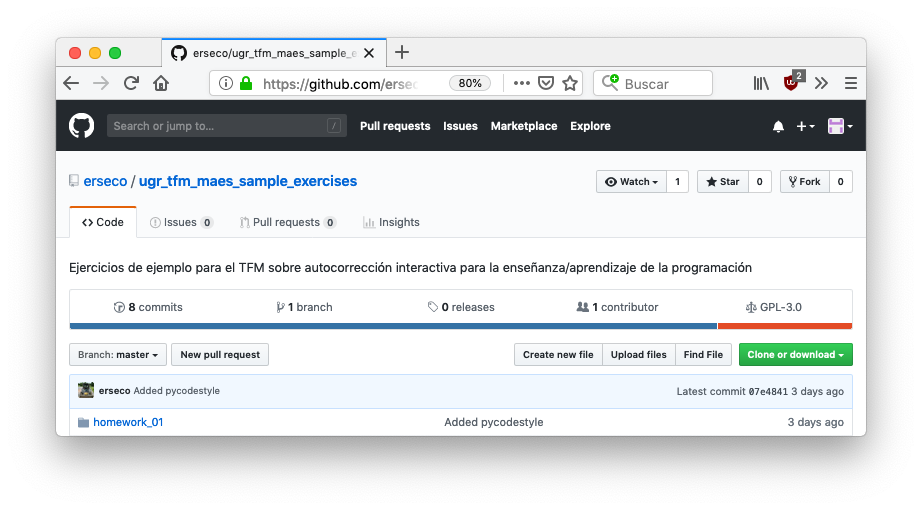 erseco/ugr_tfm_maes_sample_e
https://github.com/erseco 80% Buscar 2
Search or jump to... / Pull requests Issues Marketplace Explore
erseco / ugr_tfm_maes_sample_exercises Watch 1 Star 0 Fork 0
Code Issues 0 Pull requests 0 Insights
Ejercicios de ejemplo para el TFM sobre autocorrección interactiva para la enseñanza/aprendizaje de la programación
8 commits 1 branch 0 releases 1 contributor GPL-3.0
Branch: master New pull request Create new file Upload files Find File Clone or download
erseco Added pycodestyle Latest commit 07e4841 3 days ago
homework_01 Added pycodestyle 3 days ago